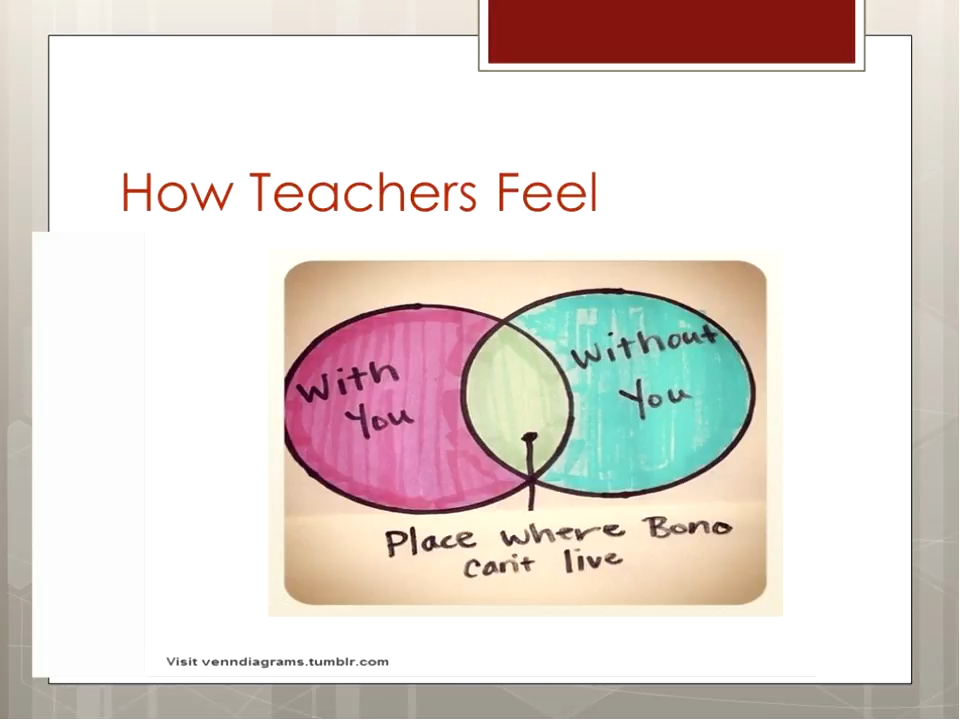 How Teachers Feel
With
You
Without
You
Place where Bono
can't live
Visit venndiagrams.tumblr.com